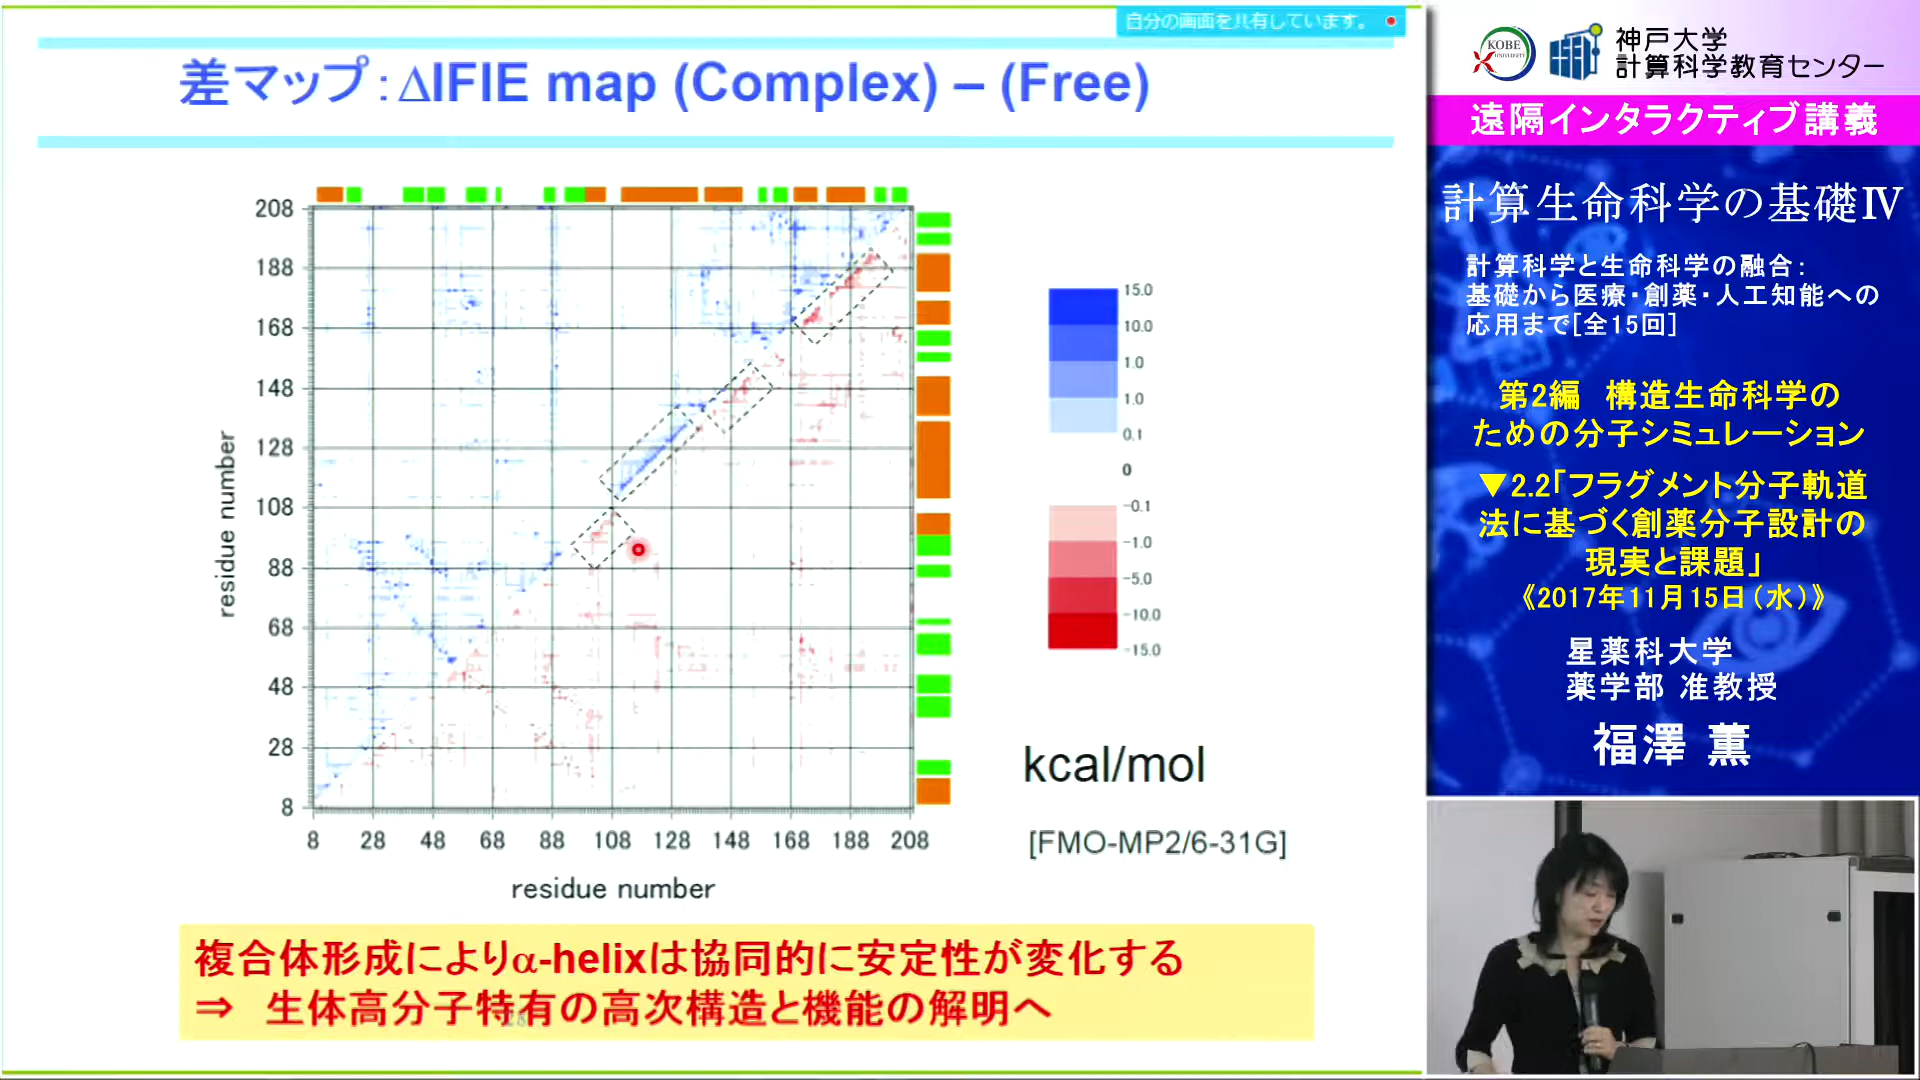 自分の画面を共有しています。
差マップ：ΔIFIE map (Complex) – (Free)
208
188
168
148
128
108
88
68
48
28
8
residue number
8 28 48 68 88 108 128 148 168 188 208
residue number
15.0
10.0
1.0
1.0
0.1
0
-0.1
-1.0
-5.0
-10.0
-15.0
kcal/mol
[FMO-MP2/6-31G]
複合体形成によりα-helixは協同的に安定性が変化する
⇒ 生体高分子特有の高次構造と機能の解明へ
KOBE
UNIVERSITY
神戸大学
計算科学教育センター
遠隔インタラクティブ講義
計算生命科学の基礎Ⅳ
計算科学と生命科学の融合：
基礎から医療・創薬・人工知能への
応用まで［全15回］
第2編 構造生命科学の
ための分子シミュレーション
▼2.2「フラグメント分子軌道
法に基づく創薬分子設計の
現実と課題」
《2017年11月15日（水）》
星薬科大学
薬学部 准教授
福澤 薫